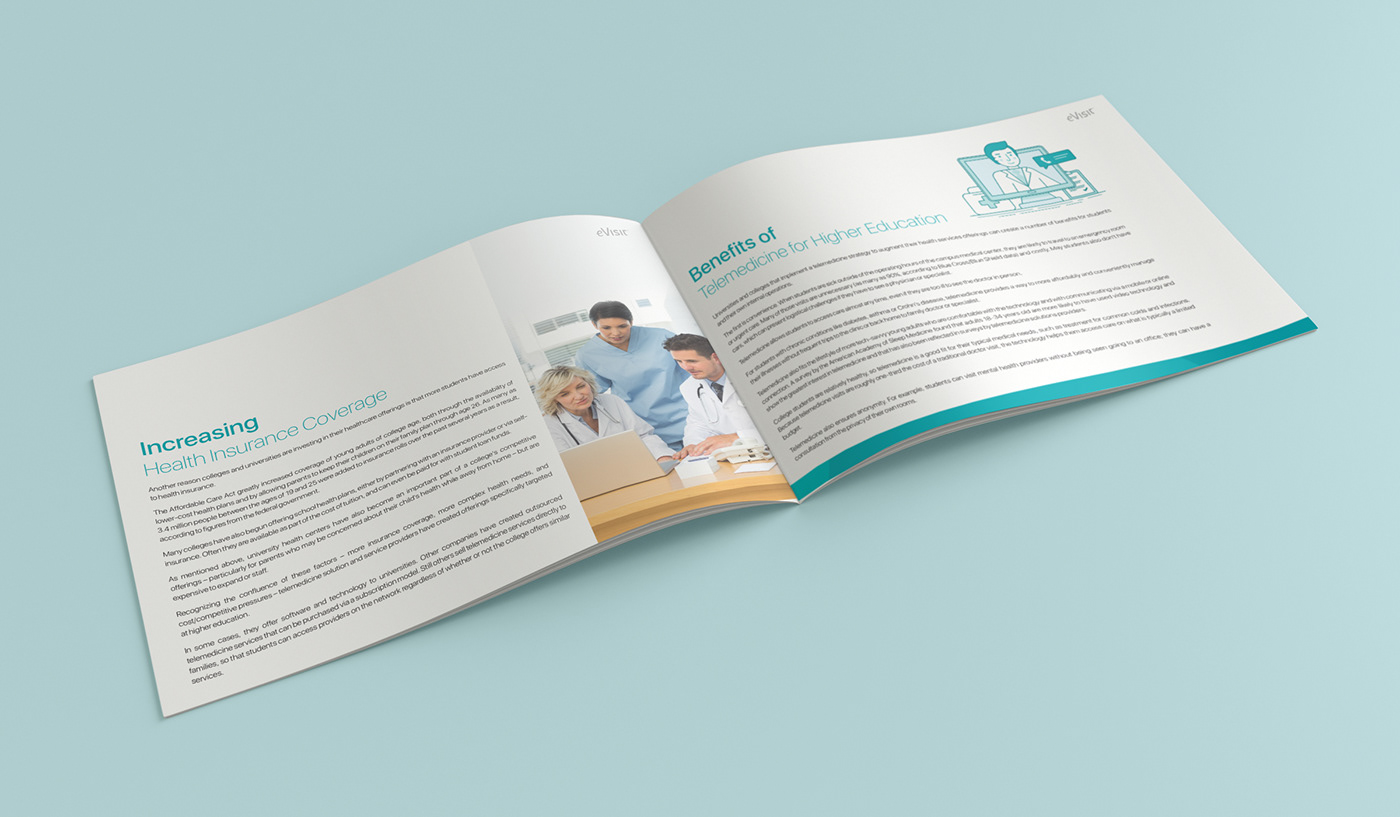 eVisit
Increasing
Health Insurance Coverage
Another reason colleges and universities are investing in their healthcare offerings is that more students have access
to health insurance.
The Affordable Care Act greatly increased coverage of young adults of college age, both through the availability of
lower-cost health plans and by allowing parents to keep their children on their family plan through age 26. As many as
3.4 million people between the ages of 19 and 25 were added to insurance rolls over the past several years as a result,
according to figures from the federal government.
Many colleges have also begun offering school health plans, either by partnering with an insurance provider or via self-
insurance. Often they are available as part of the cost of tuition, and can even be paid for with student loan funds.
As mentioned above, university health centers have also become an important part of a college's competitive
offerings – particularly for parents who may be concerned about their child's health while away from home – but are
expensive to expand or staff.
Recognizing the confluence of these factors – more insurance coverage, more complex health needs, and
cost/competitive pressures – telemedicine solution and service providers have created offerings specifically targeted
at higher education.
In some cases, they offer software and technology to universities. Other companies have created outsourced
telemedicine services that can be purchased via a subscription model. Still others sell telemedicine services directly to
families, so that students can access providers on the network regardless of whether or not the college offers similar
services.
eVisit
Benefits of
Telemedicine for Higher Education
Universities and colleges that implement a telemedicine strategy to augment their health services offerings can create a number of benefits for students
and their own internal operations.
The first is convenience. When students are sick outside of the operating hours of the campus medical center, they are likely to travel to an emergency room
or urgent care. Many of those visits are unnecessary (as many as 90%, according to Blue Cross/Blue Shield data) and costly. May students also don't have
cars, which can present logistical challenges if they have to see a physician or specialist.
Telemedicine allows students to access care almost any time, even if they are too ill to see the doctor in person.
For students with chronic conditions like diabetes, asthma or Crohn's disease, telemedicine provides a way to more affordably and conveniently manage
their illnesses without frequent trips to the clinic or back home to family doctor or specialist.
Telemedicine also fits the lifestyle of more tech-savvy young adults who are comfortable with the technology and with communicating via a mobile or online
connection. A survey by the American Academy of Sleep Medicine found that adults 18-34 years old are more likely to have used video technology and
show the greatest interest in telemedicine and that has also been reflected in surveys by telemedicine solutions providers.
College students are relatively healthy, so telemedicine is a good fit for their typical medical needs, such as treatment for common colds and infections.
Because telemedicine visits are roughly one-third the cost of a traditional doctor visit, the technology helps them access care on what is typically a limited
budget.
Telemedicine also ensures anonymity. For example, students can visit mental health providers without being seen going to an office; they can have a
consultation from the privacy of their own rooms.